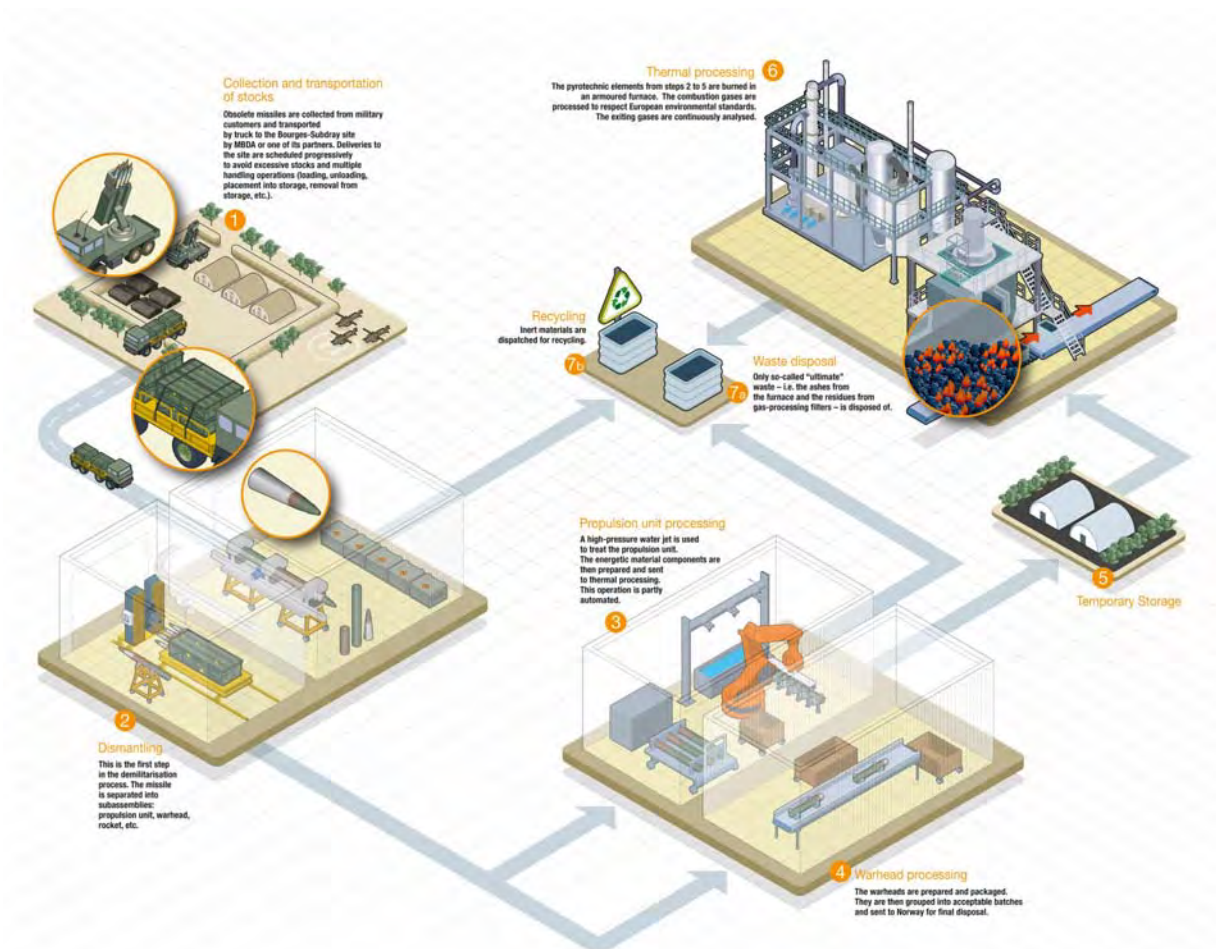 Collection and transportation
of stocks
Obsolete missiles are collected from military
customers and transported
by truck to the Bourges-Subdray site
by MBDA or one of its partners. Deliveries to
the site are scheduled progressively
to avoid excessive stocks and multiple
handling operations (loading, unloading,
placement into storage, removal from
storage, etc.).
1
Thermal processing 6
The pyrotechnic elements from steps 2 to 5 are burned in
an armoured furnace. The combustion gases are
processed to respect European environmental standards.
The exiting gases are continuously analysed.
Recycling
Inert materials are
dispatched for recycling.
7b
Waste disposal
Only so-called “ultimate”
waste – i.e. the ashes from
the furnace and the residues from
gas-processing filters – is disposed of.
7a
2
Dismantling
This is the first step
in the demilitarisation
process. The missile
is separated into
subassemblies:
propulsion unit, warhead,
rocket, etc.
Propulsion unit processing
A high-pressure water jet is used
to treat the propulsion unit.
The energetic material components are
then prepared and sent
to thermal processing.
This operation is partly
automated.
3
5
Temporary Storage
4 Warhead processing
The warheads are prepared and packaged.
They are then grouped into acceptable batches
and sent to Norway for final disposal.